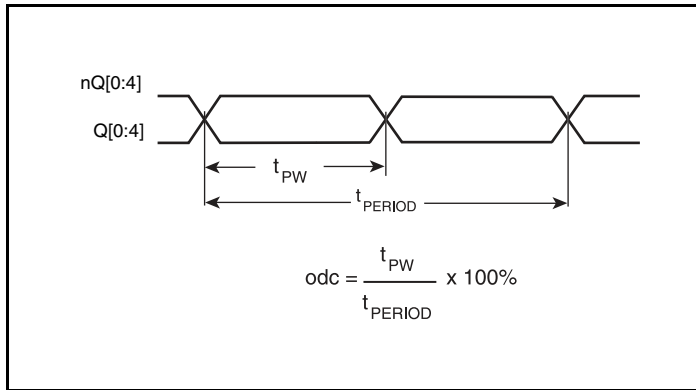 nQ[0:4]
Q[0:4]
tPW
tPERIOD
odc = tPW / tPERIOD x 100%